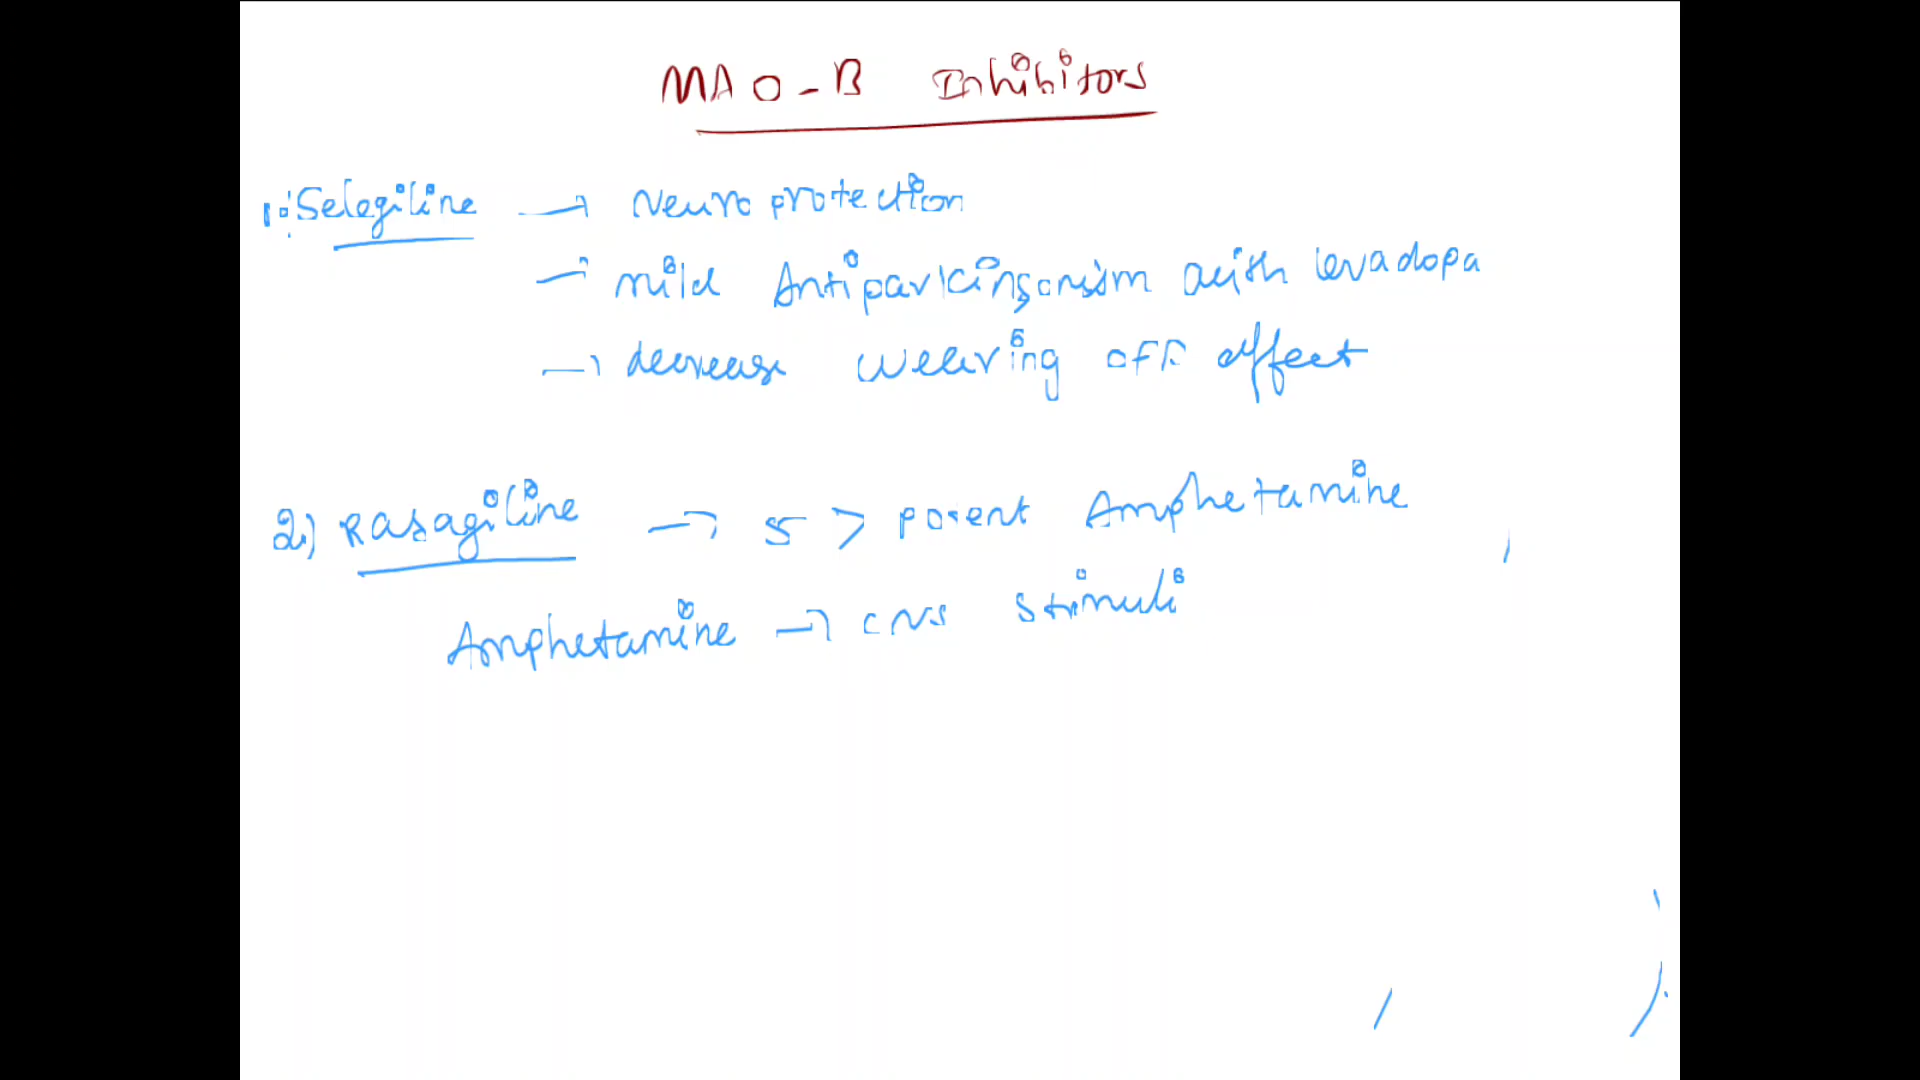 MAO-B Inhibitors
1. Selegiline → Neuro protection
→ mild Antiparkinsonism with levadopa
→ decrease wearing off effect
2.) Rasagiline → 5 > potent Amphetamine
Amphetamine → CNS Stimuli